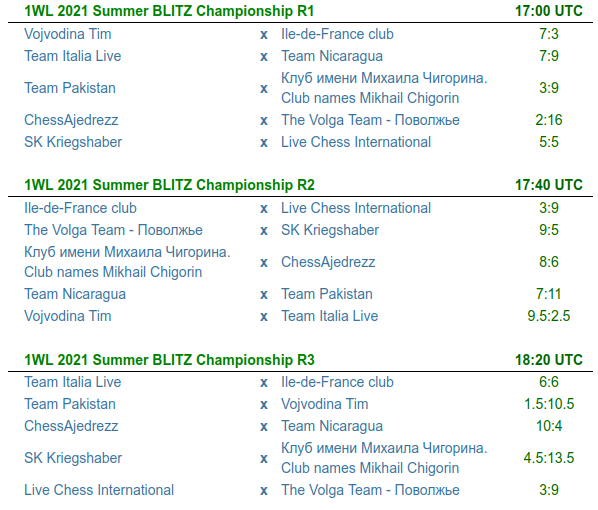 1WL 2021 Summer BLITZ Championship R1 17:00 UTC
Vojvodina Tim x Ile-de-France club 7:3
Team Italia Live x Team Nicaragua 7:9
Team Pakistan x Клуб имени Михаила Чигорина. 3:9
Club names Mikhail Chigorin
ChessAjedrezz x The Volga Team - Поволжье 2:16
SK Kriegshaber x Live Chess International 5:5
1WL 2021 Summer BLITZ Championship R2 17:40 UTC
Ile-de-France club x Live Chess International 3:9
The Volga Team - Поволжье x SK Kriegshaber 9:5
Клуб имени Михаила Чигорина. x ChessAjedrezz 8:6
Club names Mikhail Chigorin
Team Nicaragua x Team Pakistan 7:11
Vojvodina Tim x Team Italia Live 9.5:2.5
1WL 2021 Summer BLITZ Championship R3 18:20 UTC
Team Italia Live x Ile-de-France club 6:6
Team Pakistan x Vojvodina Tim 1.5:10.5
ChessAjedrezz x Team Nicaragua 10:4
SK Kriegshaber x Клуб имени Михаила Чигорина. 4.5:13.5
Club names Mikhail Chigorin
Live Chess International x The Volga Team - Поволжье 3:9